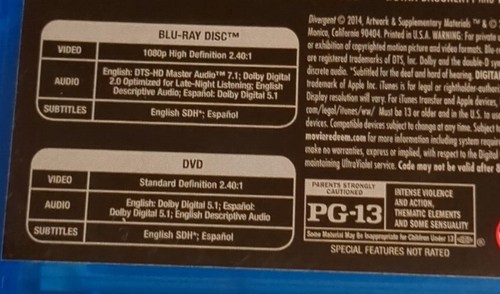 BLU-RAY DISC™
VIDEO 1080p High Definition 2.40:1
AUDIO English: DTS-HD Master Audio™ 7.1; Dolby Digital
2.0 Optimized for Late-Night Listening; English
Descriptive Audio; Español: Dolby Digital 5.1
SUBTITLES English SDH*; Español
DVD
VIDEO Standard Definition 2.40:1
AUDIO English: Dolby Digital 5.1; Español:
Dolby Digital 5.1; English Descriptive Audio
SUBTITLES English SDH*; Español
Divergent © 2014, Artwork & Supplementary Materials ™ &
Monica, California 90404. Printed in U.S.A. WARNING: For private
or exhibition of copyrighted motion picture and video formats.
are registered trademarks of DTS, Inc. Dolby and the double-D
discrete audio. *Subtitled for the deaf and hard of hearing.
trademark of Apple Inc. iTunes is for legal or rightholder-
Display resolution will vary. For iTunes transfer and Apple devices
.com/legal/itunes/ww/ Must be 13 or older and in the U.S. to
devices. Compatible devices subject to change at any time. Subject
movieredeem.com for more information including system
make no warranties, express or implied, with respect to the Digital
maintaining UltraViolet service. Code may not be valid after
PARENTS STRONGLY CAUTIONED
PG-13
INTENSE VIOLENCE
AND ACTION,
THEMATIC ELEMENTS
AND SOME SENSUALITY
Some Material May Be Inappropriate for Children Under 13
SPECIAL FEATURES NOT RATED